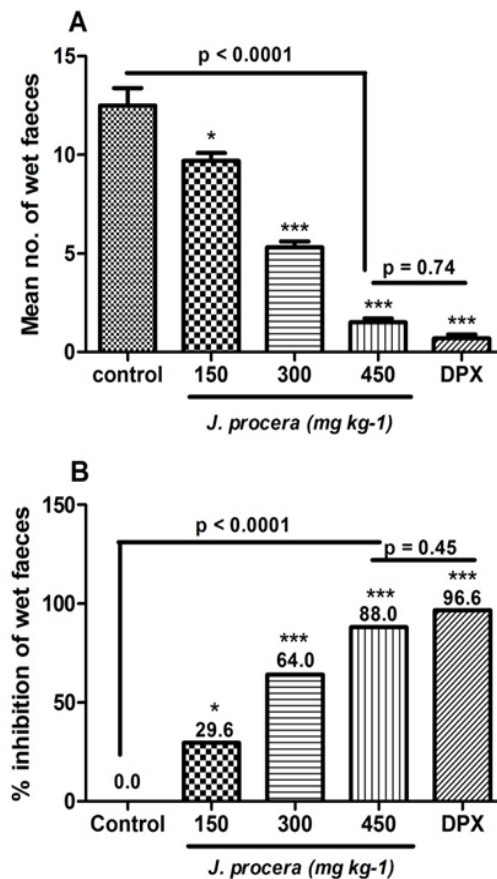 A
Mean no. of wet faeces
15
10
5
0
p < 0.0001
*
***
p = 0.74
***
***
control 150 300 450 DPX
J. procera (mg kg-1)
B
% inhibition of wet faeces
150
100
50
0
p < 0.0001
p = 0.45
***
96.6
***
88.0
***
64.0
*
29.6
0.0
Control 150 300 450 DPX
J. procera (mg kg-1)